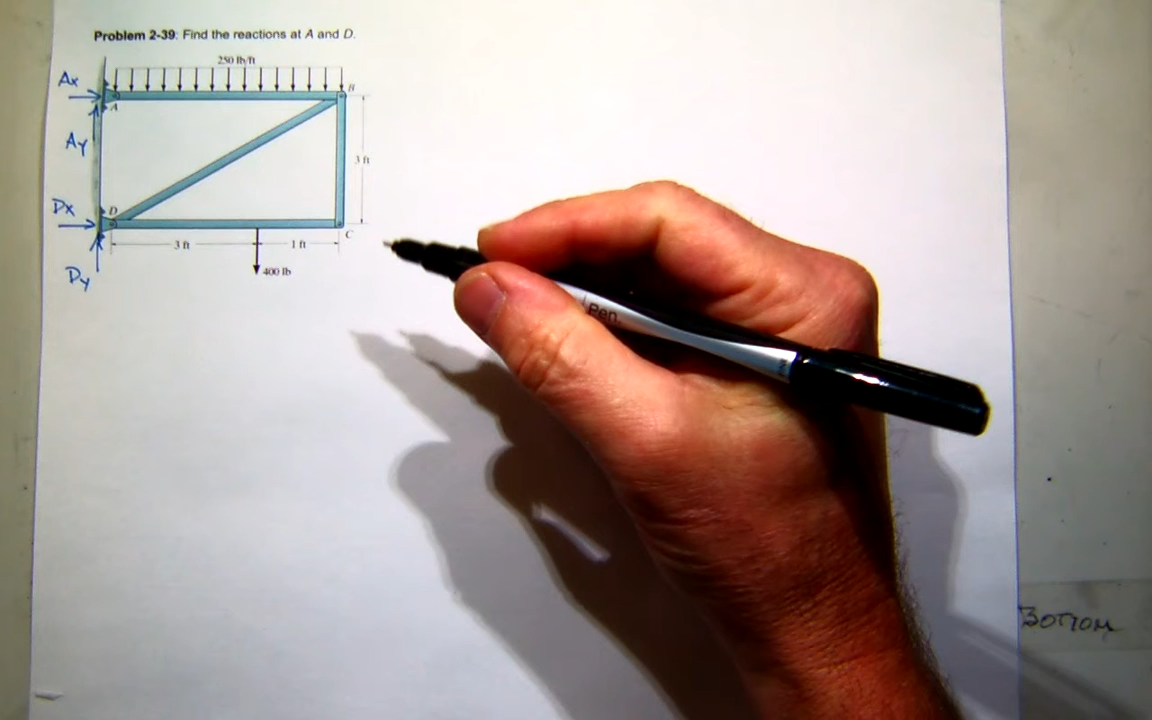 Problem 2-39: Find the reactions at A and D.
250 lb/ft
Ax
B
A
Ay
3 ft
Dx
D
C
3 ft
1 ft
Dy
400 lb
Pen.
Bottom